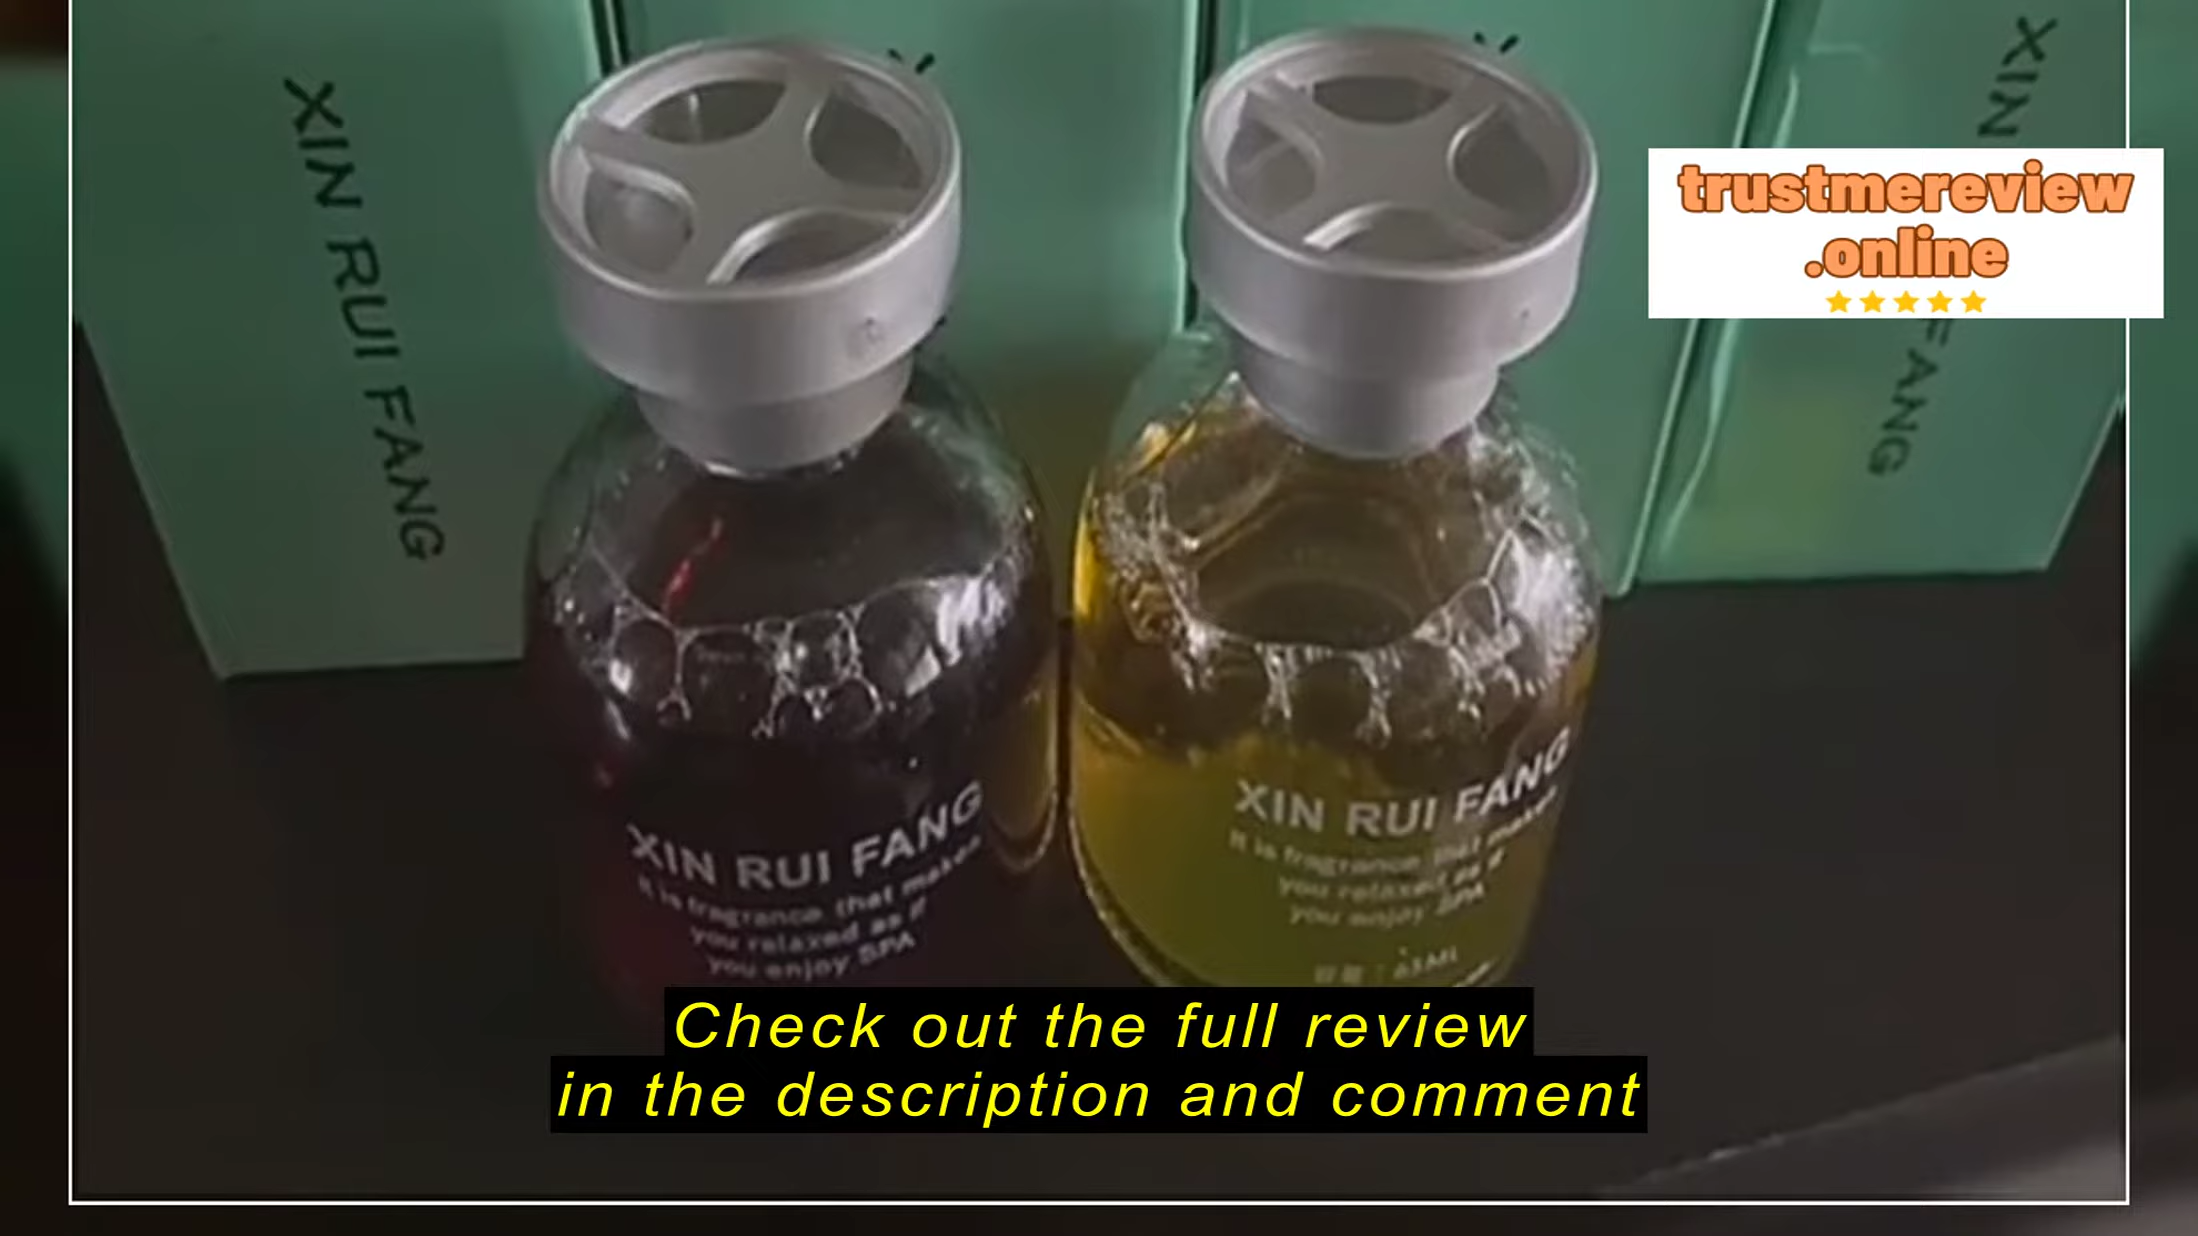 XIN RUI FANG
XIN
FANG
trustmereview
.online
XIN RUI FANG
It is fragrance that makes
you relaxed as if
you enjoy SPA
XIN RUI FANG
It is fragrance that makes
you relaxed as if
you enjoy SPA
Check out the full review
in the description and comment